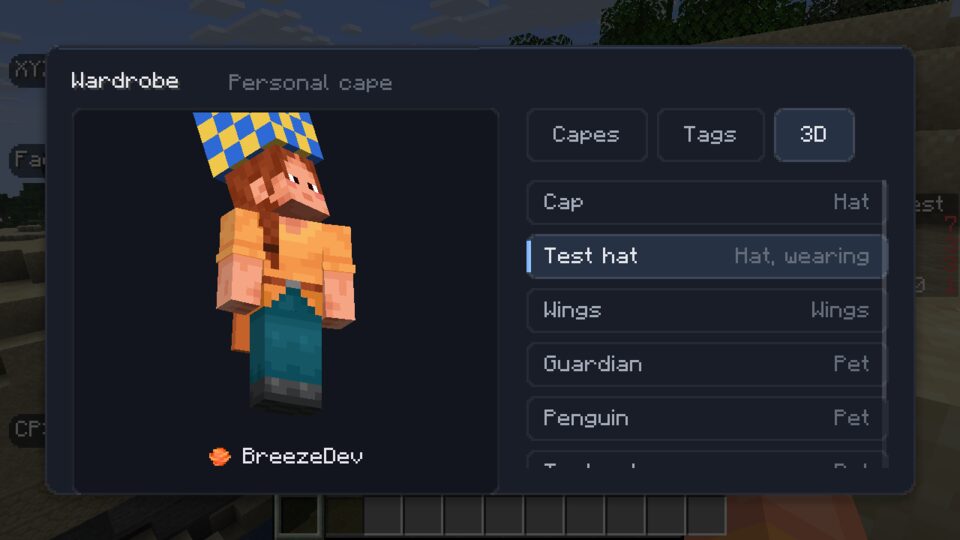 XYZ
Wardrobe
Personal cape
Capes
Tags
3D
Cap
Hat
Test hat
Hat, wearing
Wings
Wings
Guardian
Pet
Penguin
Pet
BreezeDev